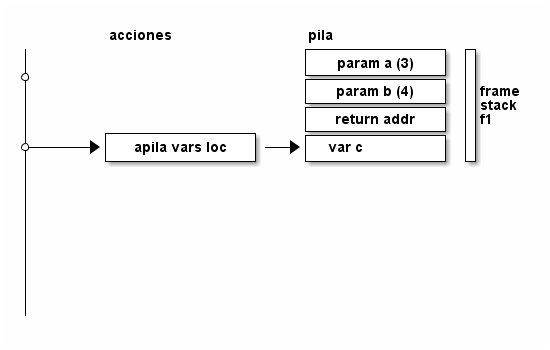 acciones
pila
param a (3)
param b (4)
return addr
apila vars loc
var c
frame
stack
f1